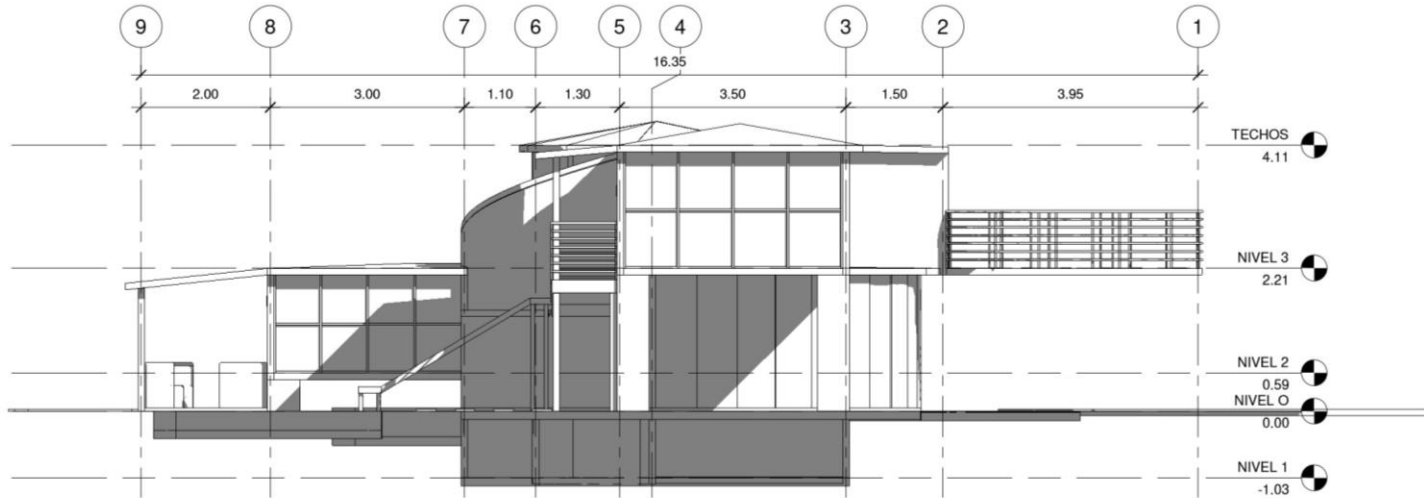 9 8 7 6 5 4 3 2 1
16.35
2.00 3.00 1.10 1.30 3.50 1.50 3.95
TECHOS
4.11
NIVEL 3
2.21
NIVEL 2
0.59
NIVEL O
0.00
NIVEL 1
-1.03